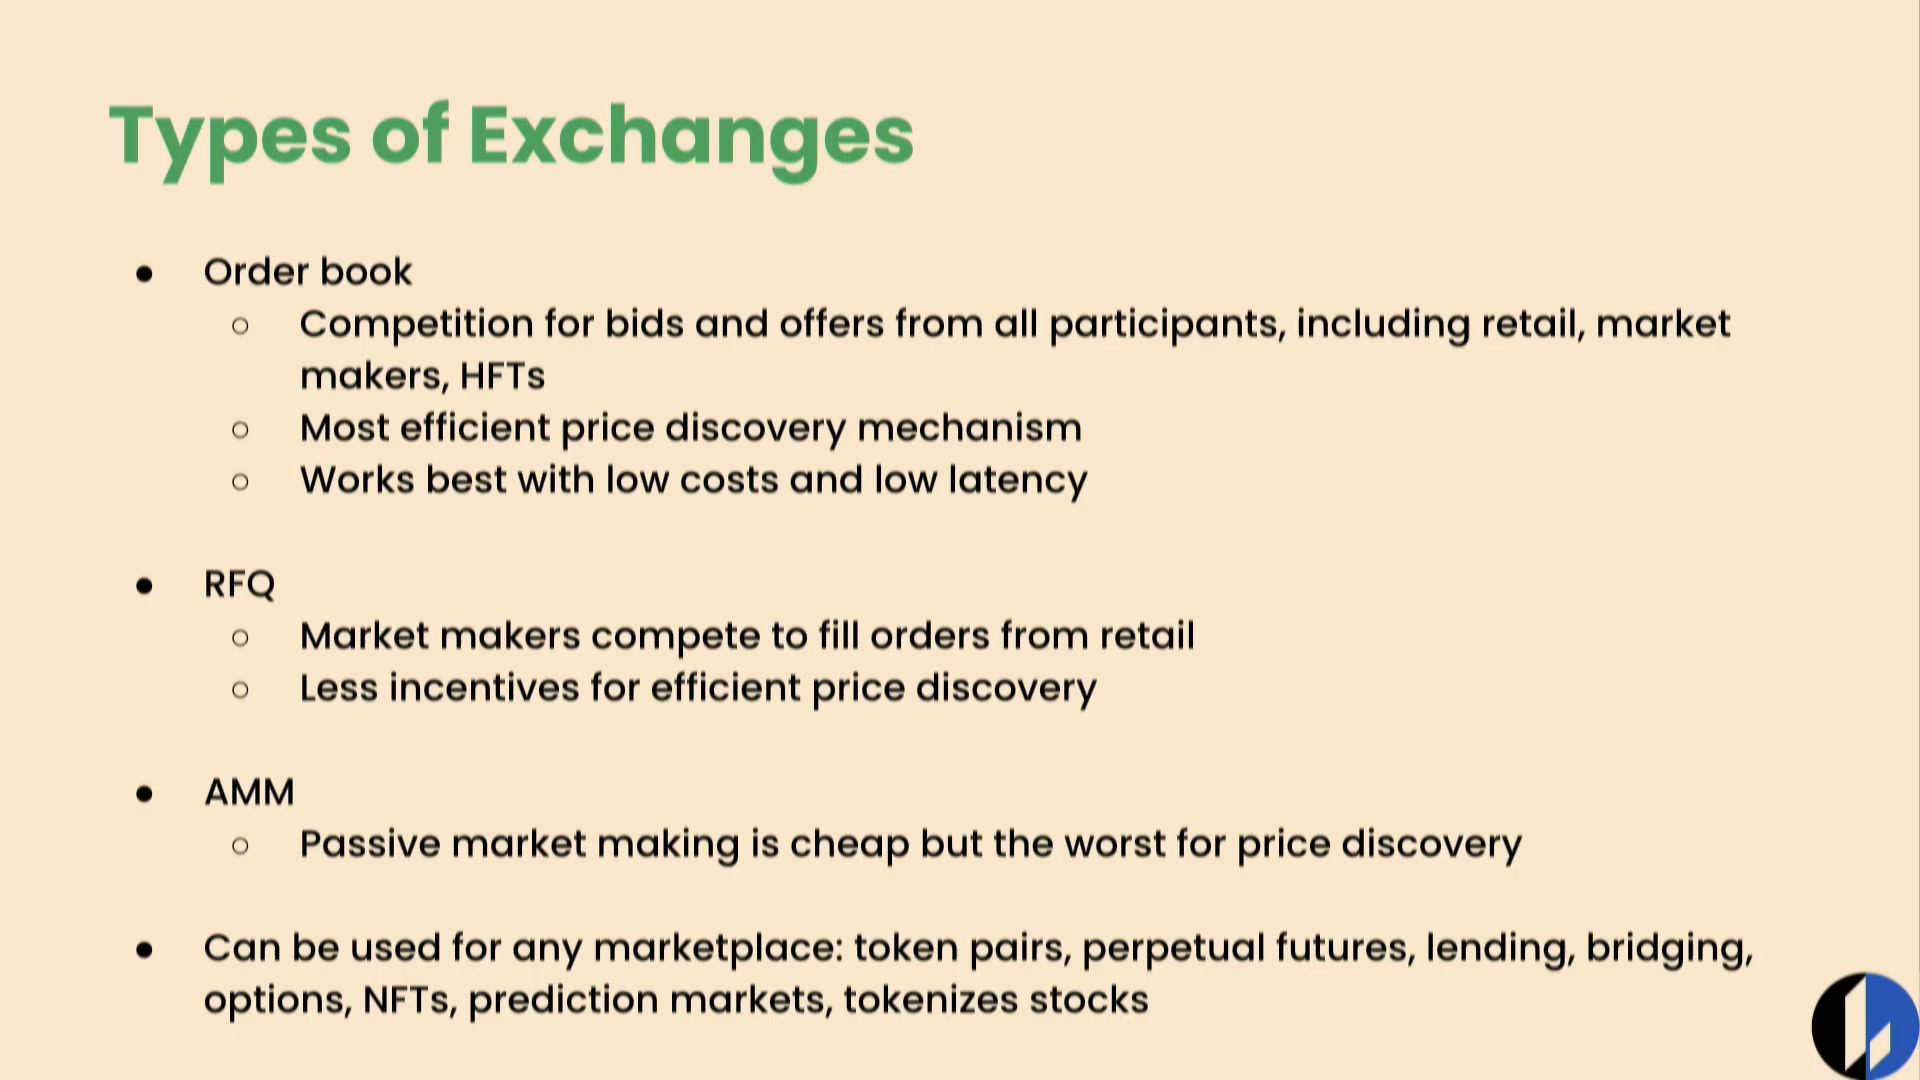 Types of Exchanges
● Order book
○ Competition for bids and offers from all participants, including retail, market
makers, HFTs
○ Most efficient price discovery mechanism
○ Works best with low costs and low latency
● RFQ
○ Market makers compete to fill orders from retail
○ Less incentives for efficient price discovery
● AMM
○ Passive market making is cheap but the worst for price discovery
● Can be used for any marketplace: token pairs, perpetual futures, lending, bridging,
options, NFTs, prediction markets, tokenizes stocks